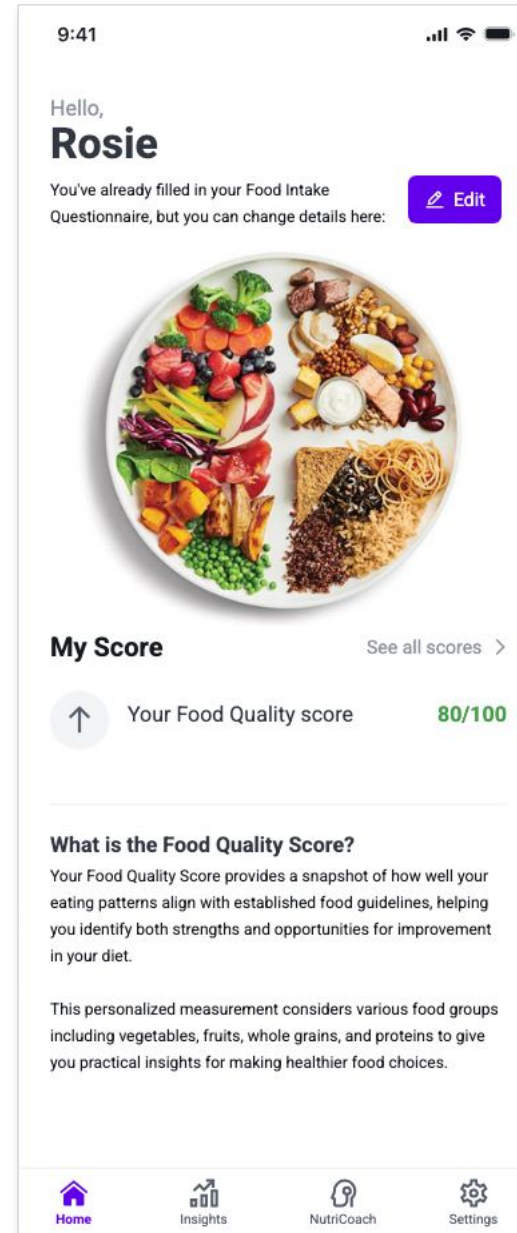 9:41
Hello,
Rosie
You've already filled in your Food Intake
Questionnaire, but you can change details here:
Edit
My Score
See all scores >
Your Food Quality score
80/100
What is the Food Quality Score?
Your Food Quality Score provides a snapshot of how well your
eating patterns align with established food guidelines, helping
you identify both strengths and opportunities for improvement
in your diet.
This personalized measurement considers various food groups
including vegetables, fruits, whole grains, and proteins to give
you practical insights for making healthier food choices.
Home
Insights
NutriCoach
Settings